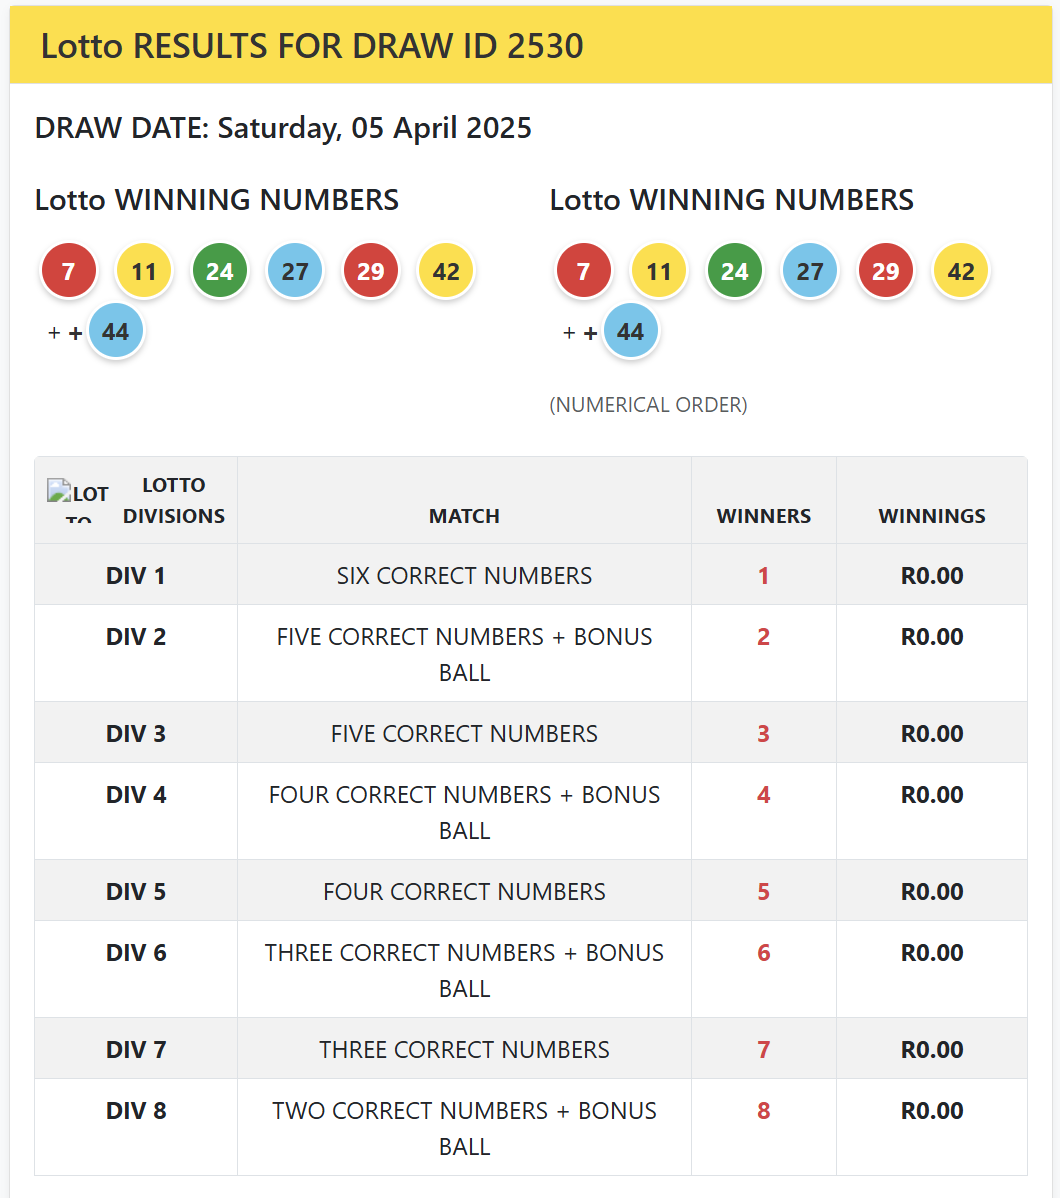 Lotto RESULTS FOR DRAW ID 2530
DRAW DATE: Saturday, 05 April 2025
Lotto WINNING NUMBERS
7 11 24 27 29 42
+ + 44
Lotto WINNING NUMBERS
7 11 24 27 29 42
+ + 44
(NUMERICAL ORDER)
LOT
TO
LOTTO
DIVISIONS
MATCH
WINNERS
WINNINGS
DIV 1 SIX CORRECT NUMBERS 1 R0.00
DIV 2 FIVE CORRECT NUMBERS + BONUS 2 R0.00
BALL
DIV 3 FIVE CORRECT NUMBERS 3 R0.00
DIV 4 FOUR CORRECT NUMBERS + BONUS 4 R0.00
BALL
DIV 5 FOUR CORRECT NUMBERS 5 R0.00
DIV 6 THREE CORRECT NUMBERS + BONUS 6 R0.00
BALL
DIV 7 THREE CORRECT NUMBERS 7 R0.00
DIV 8 TWO CORRECT NUMBERS + BONUS 8 R0.00
BALL